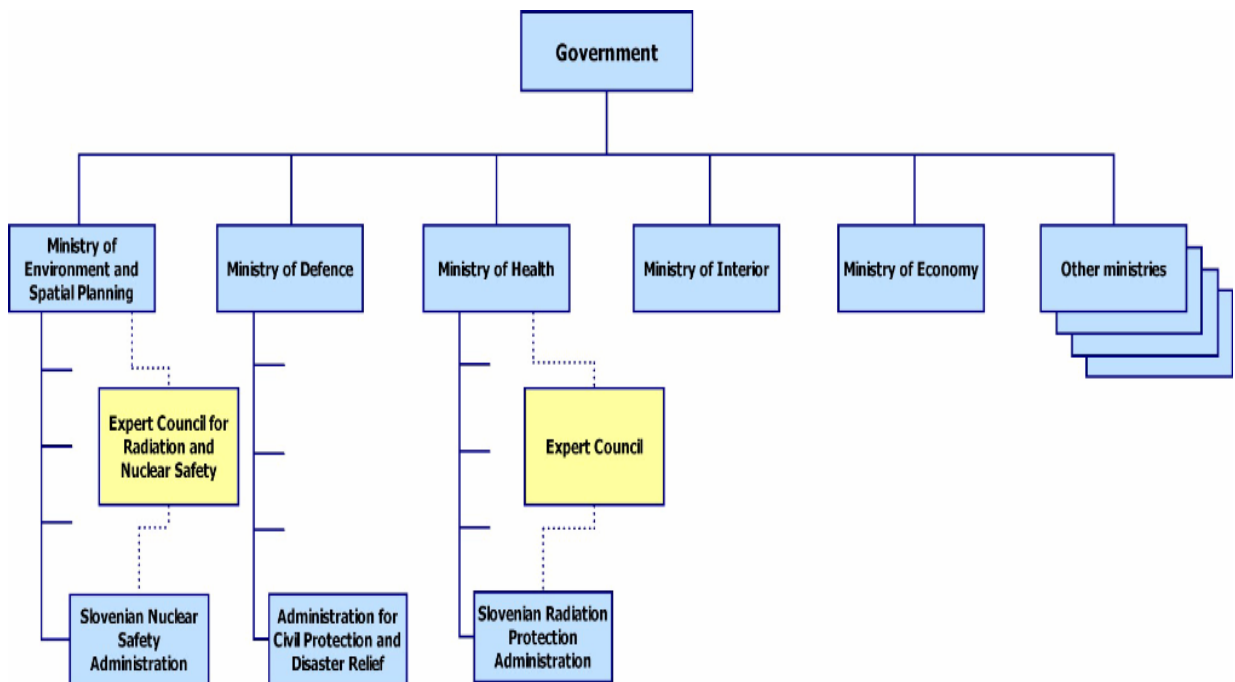 Government
Ministry of
Environment and
Spatial Planning
Ministry of Defence
Ministry of Health
Ministry of Interior
Ministry of Economy
Other ministries
Expert Council for
Radiation and
Nuclear Safety
Expert Council
Slovenian Nuclear
Safety
Administration
Administration for
Civil Protection and
Disaster Relief
Slovenian Radiation
Protection
Administration